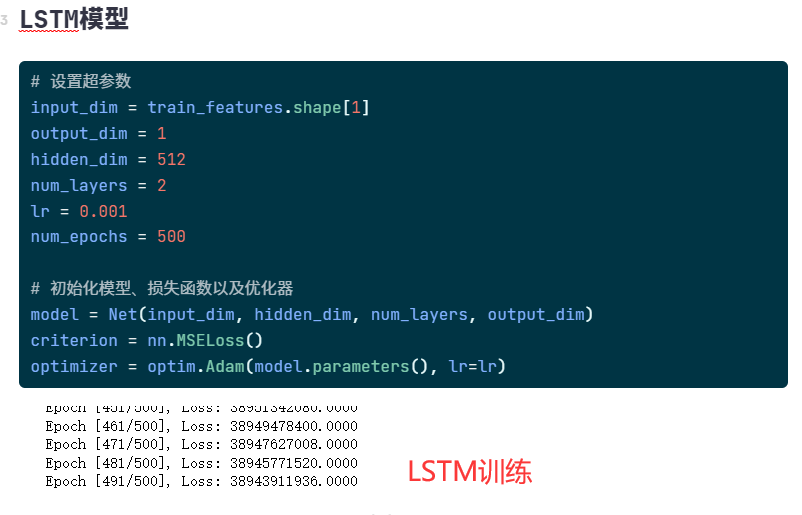 3 LSTM模型
# 设置超参数
input_dim = train_features.shape[1]
output_dim = 1
hidden_dim = 512
num_layers = 2
lr = 0.001
num_epochs = 500
# 初始化模型、损失函数以及优化器
model = Net(input_dim, hidden_dim, num_layers, output_dim)
criterion = nn.MSELoss()
optimizer = optim.Adam(model.parameters(), lr=lr)
Epoch [451/500], Loss: 38951342080.0000
Epoch [461/500], Loss: 38949478400.0000
Epoch [471/500], Loss: 38947627008.0000
Epoch [481/500], Loss: 38945771520.0000
Epoch [491/500], Loss: 38943911936.0000
LSTM训练